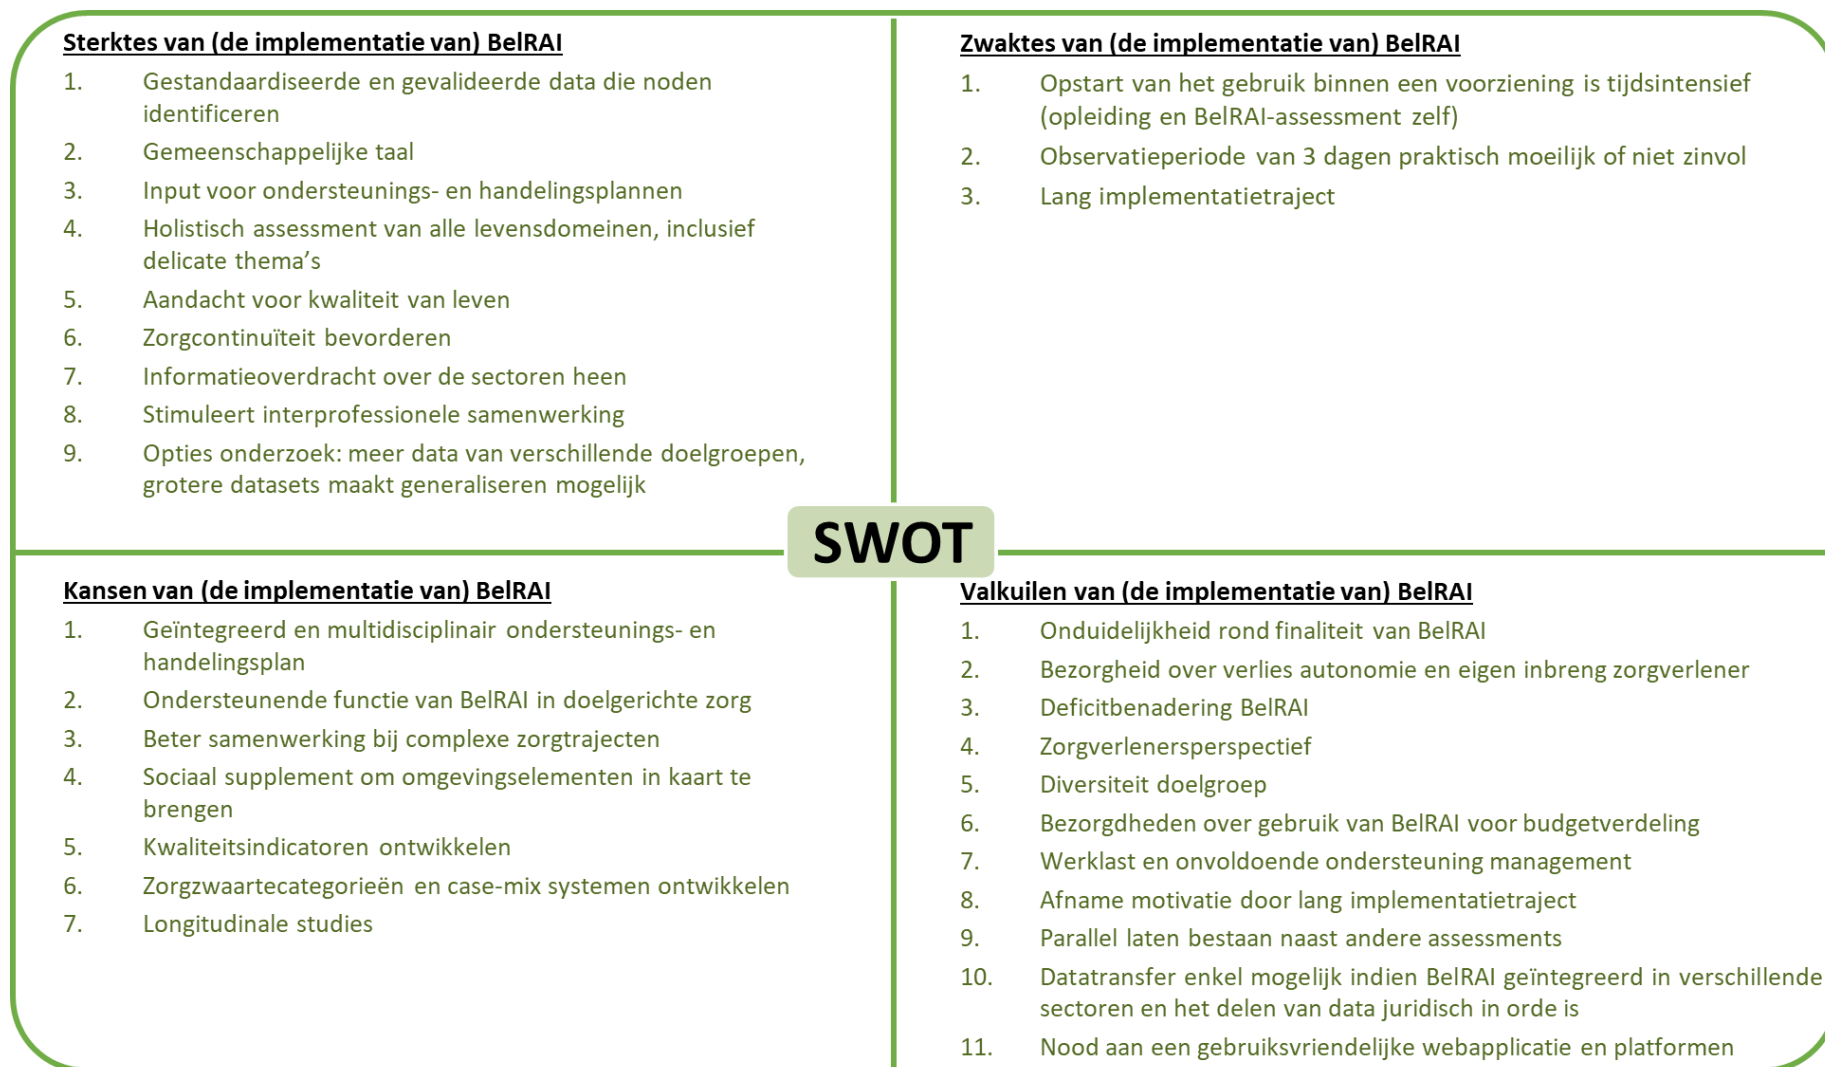 Sterktes van (de implementatie van) BelRAI
1. Gestandaardiseerde en gevalideerde data die noden
identificeren
2. Gemeenschappelijke taal
3. Input voor ondersteunings- en handelingsplannen
4. Holistisch assessment van alle levensdomeinen, inclusief
delicate thema’s
5. Aandacht voor kwaliteit van leven
6. Zorgcontinuïteit bevorderen
7. Informatieoverdracht over de sectoren heen
8. Stimuleert interprofessionele samenwerking
9. Opties onderzoek: meer data van verschillende doelgroepen,
grotere datasets maakt generaliseren mogelijk
Zwaktes van (de implementatie van) BelRAI
1. Opstart van het gebruik binnen een voorziening is tijdsintensief
(opleiding en BelRAI-assessment zelf)
2. Observatieperiode van 3 dagen praktisch moeilijk of niet zinvol
3. Lang implementatietraject
SWOT
Kansen van (de implementatie van) BelRAI
1. Geïntegreerd en multidisciplinair ondersteunings- en
handelingsplan
2. Ondersteunende functie van BelRAI in doelgerichte zorg
3. Beter samenwerking bij complexe zorgtrajecten
4. Sociaal supplement om omgevingselementen in kaart te
brengen
5. Kwaliteitsindicatoren ontwikkelen
6. Zorgzwaartecategorieën en case-mix systemen ontwikkelen
7. Longitudinale studies
Valkuilen van (de implementatie van) BelRAI
1. Onduidelijkheid rond finaliteit van BelRAI
2. Bezorgheid over verlies autonomie en eigen inbreng zorgverlener
3. Deficitbenadering BelRAI
4. Zorgverlenersperspectief
5. Diversiteit doelgroep
6. Bezorgdheden over gebruik van BelRAI voor budgetverdeling
7. Werklast en onvoldoende ondersteuning management
8. Afname motivatie door lang implementatietraject
9. Parallel laten bestaan naast andere assessments
10. Datatransfer enkel mogelijk indien BelRAI geïntegreerd in verschillende
sectoren en het delen van data juridisch in orde is
11. Nood aan een gebruiksvriendelijke webapplicatie en platformen